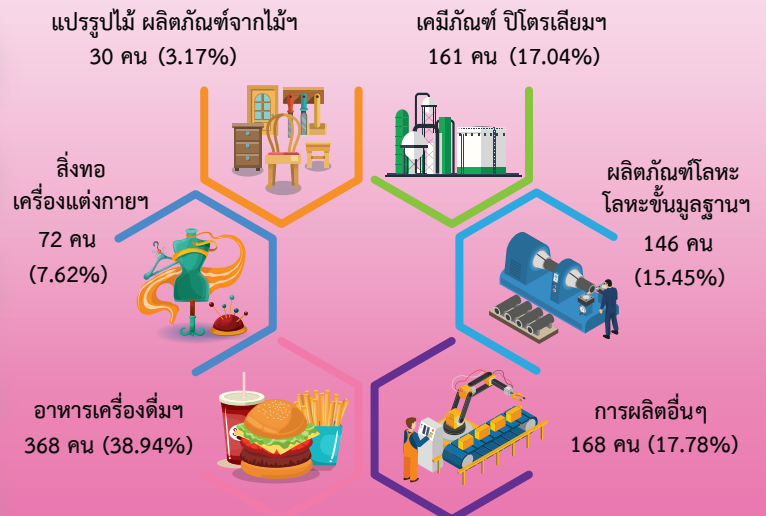 แปรรูปไม้ ผลิตภัณฑ์จากไม้ฯ
30 คน (3.17%)
เคมีภัณฑ์ ปิโตรเลียมฯ
161 คน (17.04%)
สิ่งทอ
เครื่องแต่งกายฯ
72 คน
(7.62%)
ผลิตภัณฑ์โลหะ
โลหะขั้นมูลฐานฯ
146 คน
(15.45%)
อาหารเครื่องดื่มฯ
368 คน (38.94%)
การผลิตอื่นๆ
168 คน (17.78%)